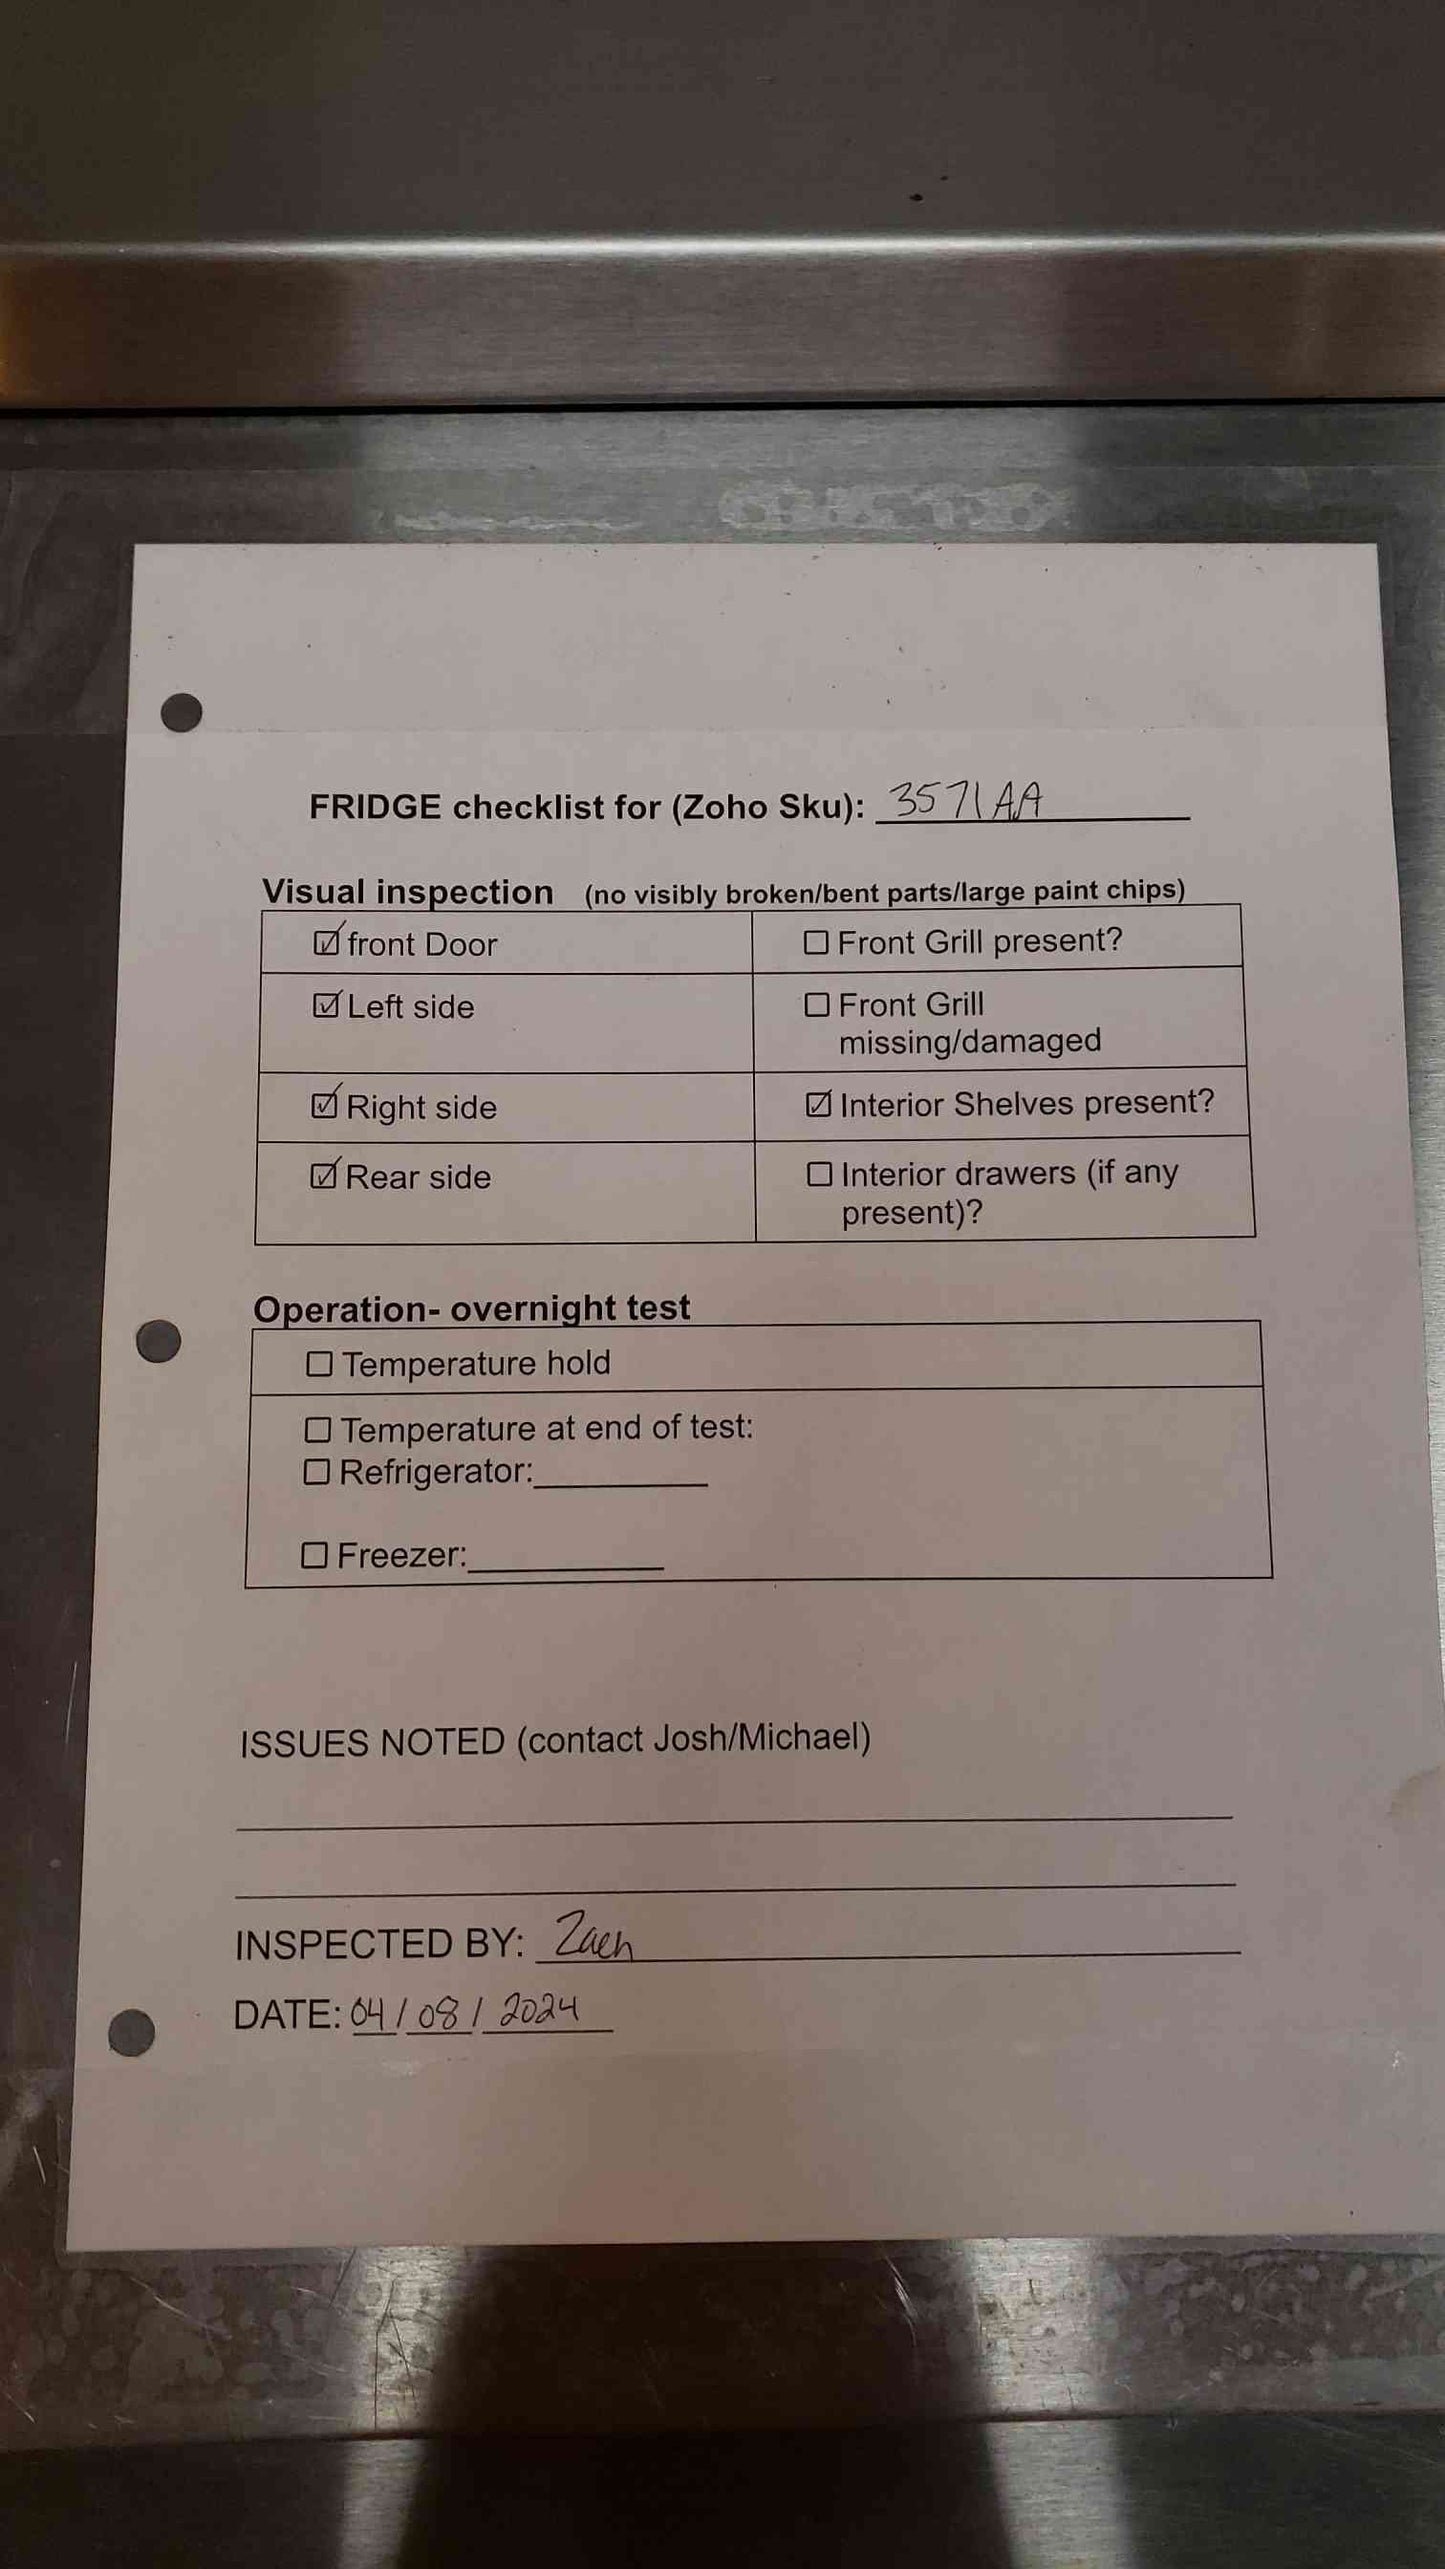 FRIDGE checklist for (Zoho Sku): 3571AA
Visual inspection (no visibly broken/bent parts/large paint chips)
☑ front Door ☐ Front Grill present?
☑ Left side ☐ Front Grill
missing/damaged
☑ Right side ☑ Interior Shelves present?
☑ Rear side ☐ Interior drawers (if any
present)?
Operation- overnight test
☐ Temperature hold
☐ Temperature at end of test:
☐ Refrigerator:__________
☐ Freezer:___________
ISSUES NOTED (contact Josh/Michael)
INSPECTED BY: Zach
DATE: 04/08/2024